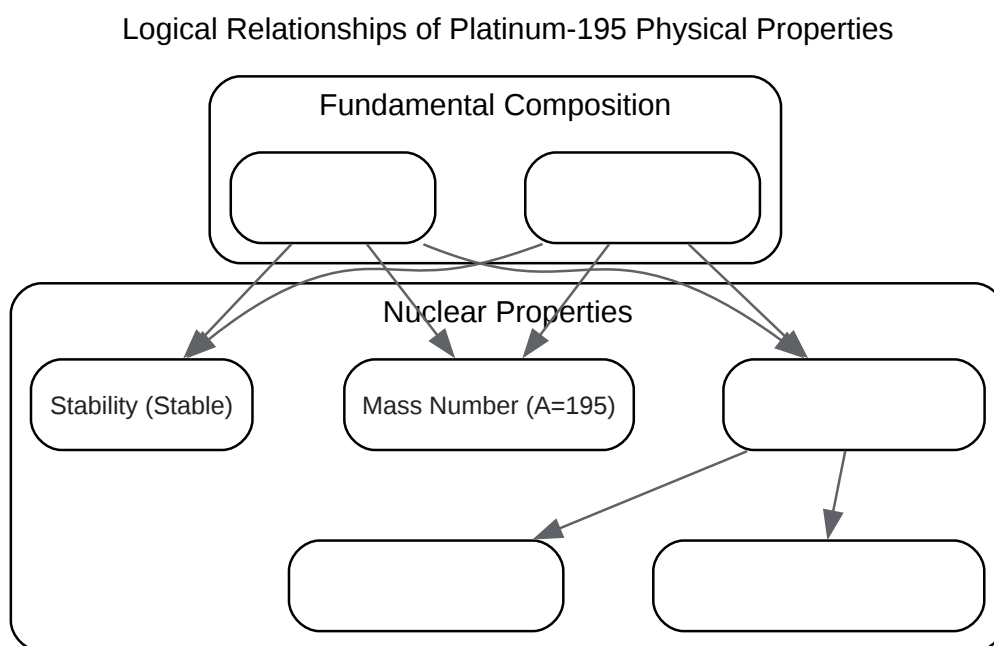 Logical Relationships of Platinum-195 Physical Properties
Fundamental Composition
Nuclear Properties
Stability (Stable)
Mass Number (A=195)